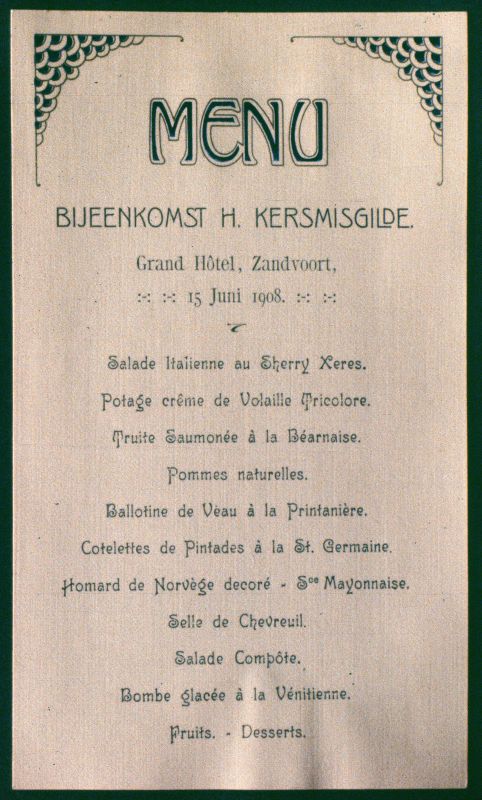 MENU
BIJEENKOMST H. KERSMISGILDE.
Grand Hôtel, Zandvoort,
:-: :-: 15 Juni 1908. :-: :-:
Salade Italienne au Sherry Xeres.
Potage crême de Volaille Tricolore.
Truite Saumonée à la Béarnaise.
Pommes naturelles.
Ballotine de Veau à la Printanière.
Cotelettes de Pintades à la St. Germaine.
Homard de Norvège decoré - Sce Mayonnaise.
Selle de Chevreuil.
Salade Compôte.
Bombe glacée à la Vénitienne.
Fruits. - Desserts.